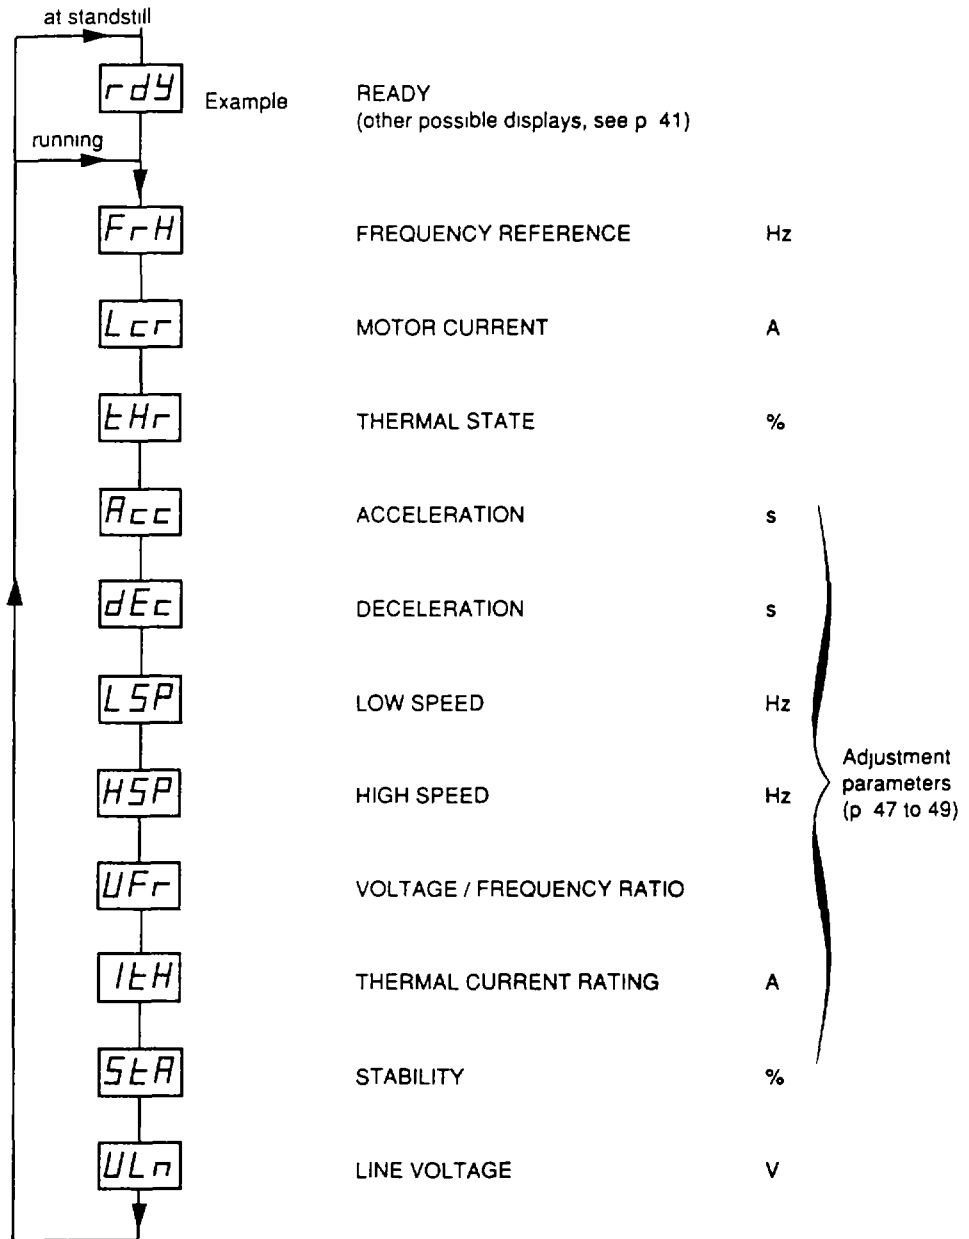 at standstill
rdY Example READY
(other possible displays, see p 41)
running
FrH FREQUENCY REFERENCE Hz
Lcr MOTOR CURRENT A
tHr THERMAL STATE %
Acc ACCELERATION s
dEc DECELERATION s
LSP LOW SPEED Hz
HSP HIGH SPEED Hz
Adjustment
parameters
(p 47 to 49)
UFr VOLTAGE / FREQUENCY RATIO
ItH THERMAL CURRENT RATING A
StA STABILITY %
ULn LINE VOLTAGE V